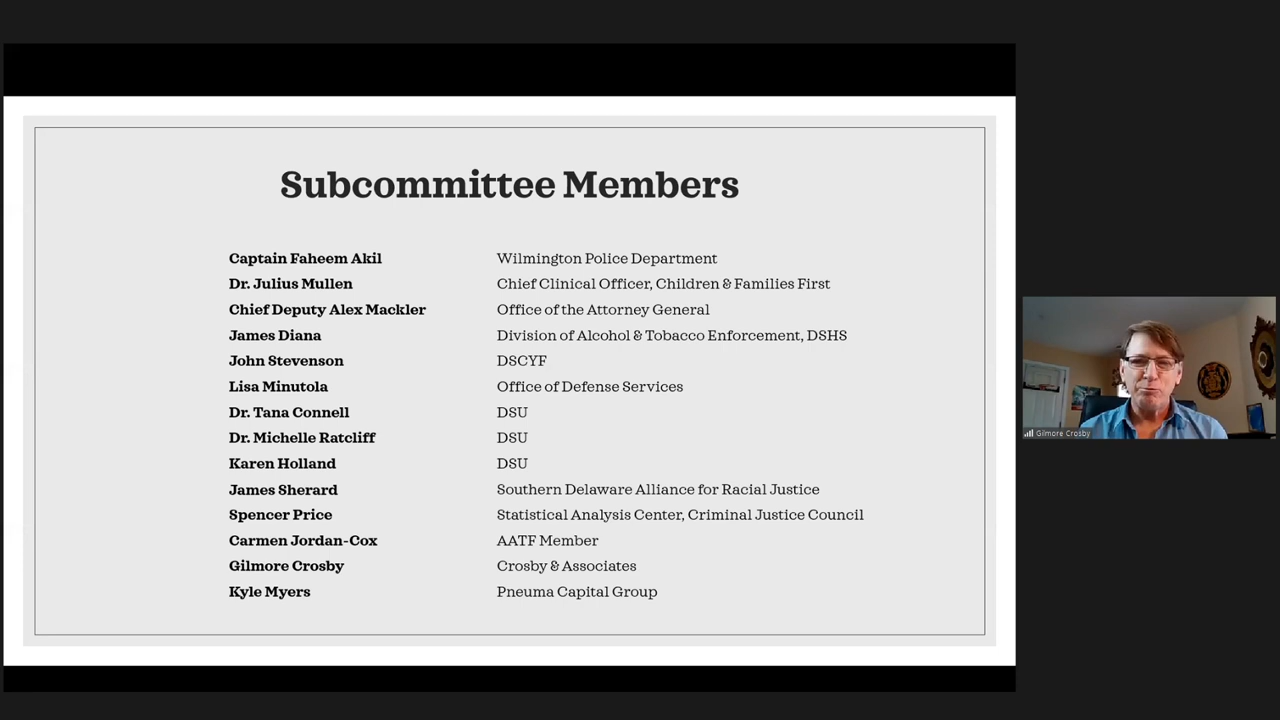 Subcommittee Members
Captain Faheem Akil Wilmington Police Department
Dr. Julius Mullen Chief Clinical Officer, Children & Families First
Chief Deputy Alex Mackler Office of the Attorney General
James Diana Division of Alcohol & Tobacco Enforcement, DSHS
John Stevenson DSCYF
Lisa Minutola Office of Defense Services
Dr. Tana Connell DSU
Dr. Michelle Ratcliff DSU
Karen Holland DSU
James Sherard Southern Delaware Alliance for Racial Justice
Spencer Price Statistical Analysis Center, Criminal Justice Council
Carmen Jordan-Cox AATF Member
Gilmore Crosby Crosby & Associates
Kyle Myers Pneuma Capital Group
Gilmore Crosby